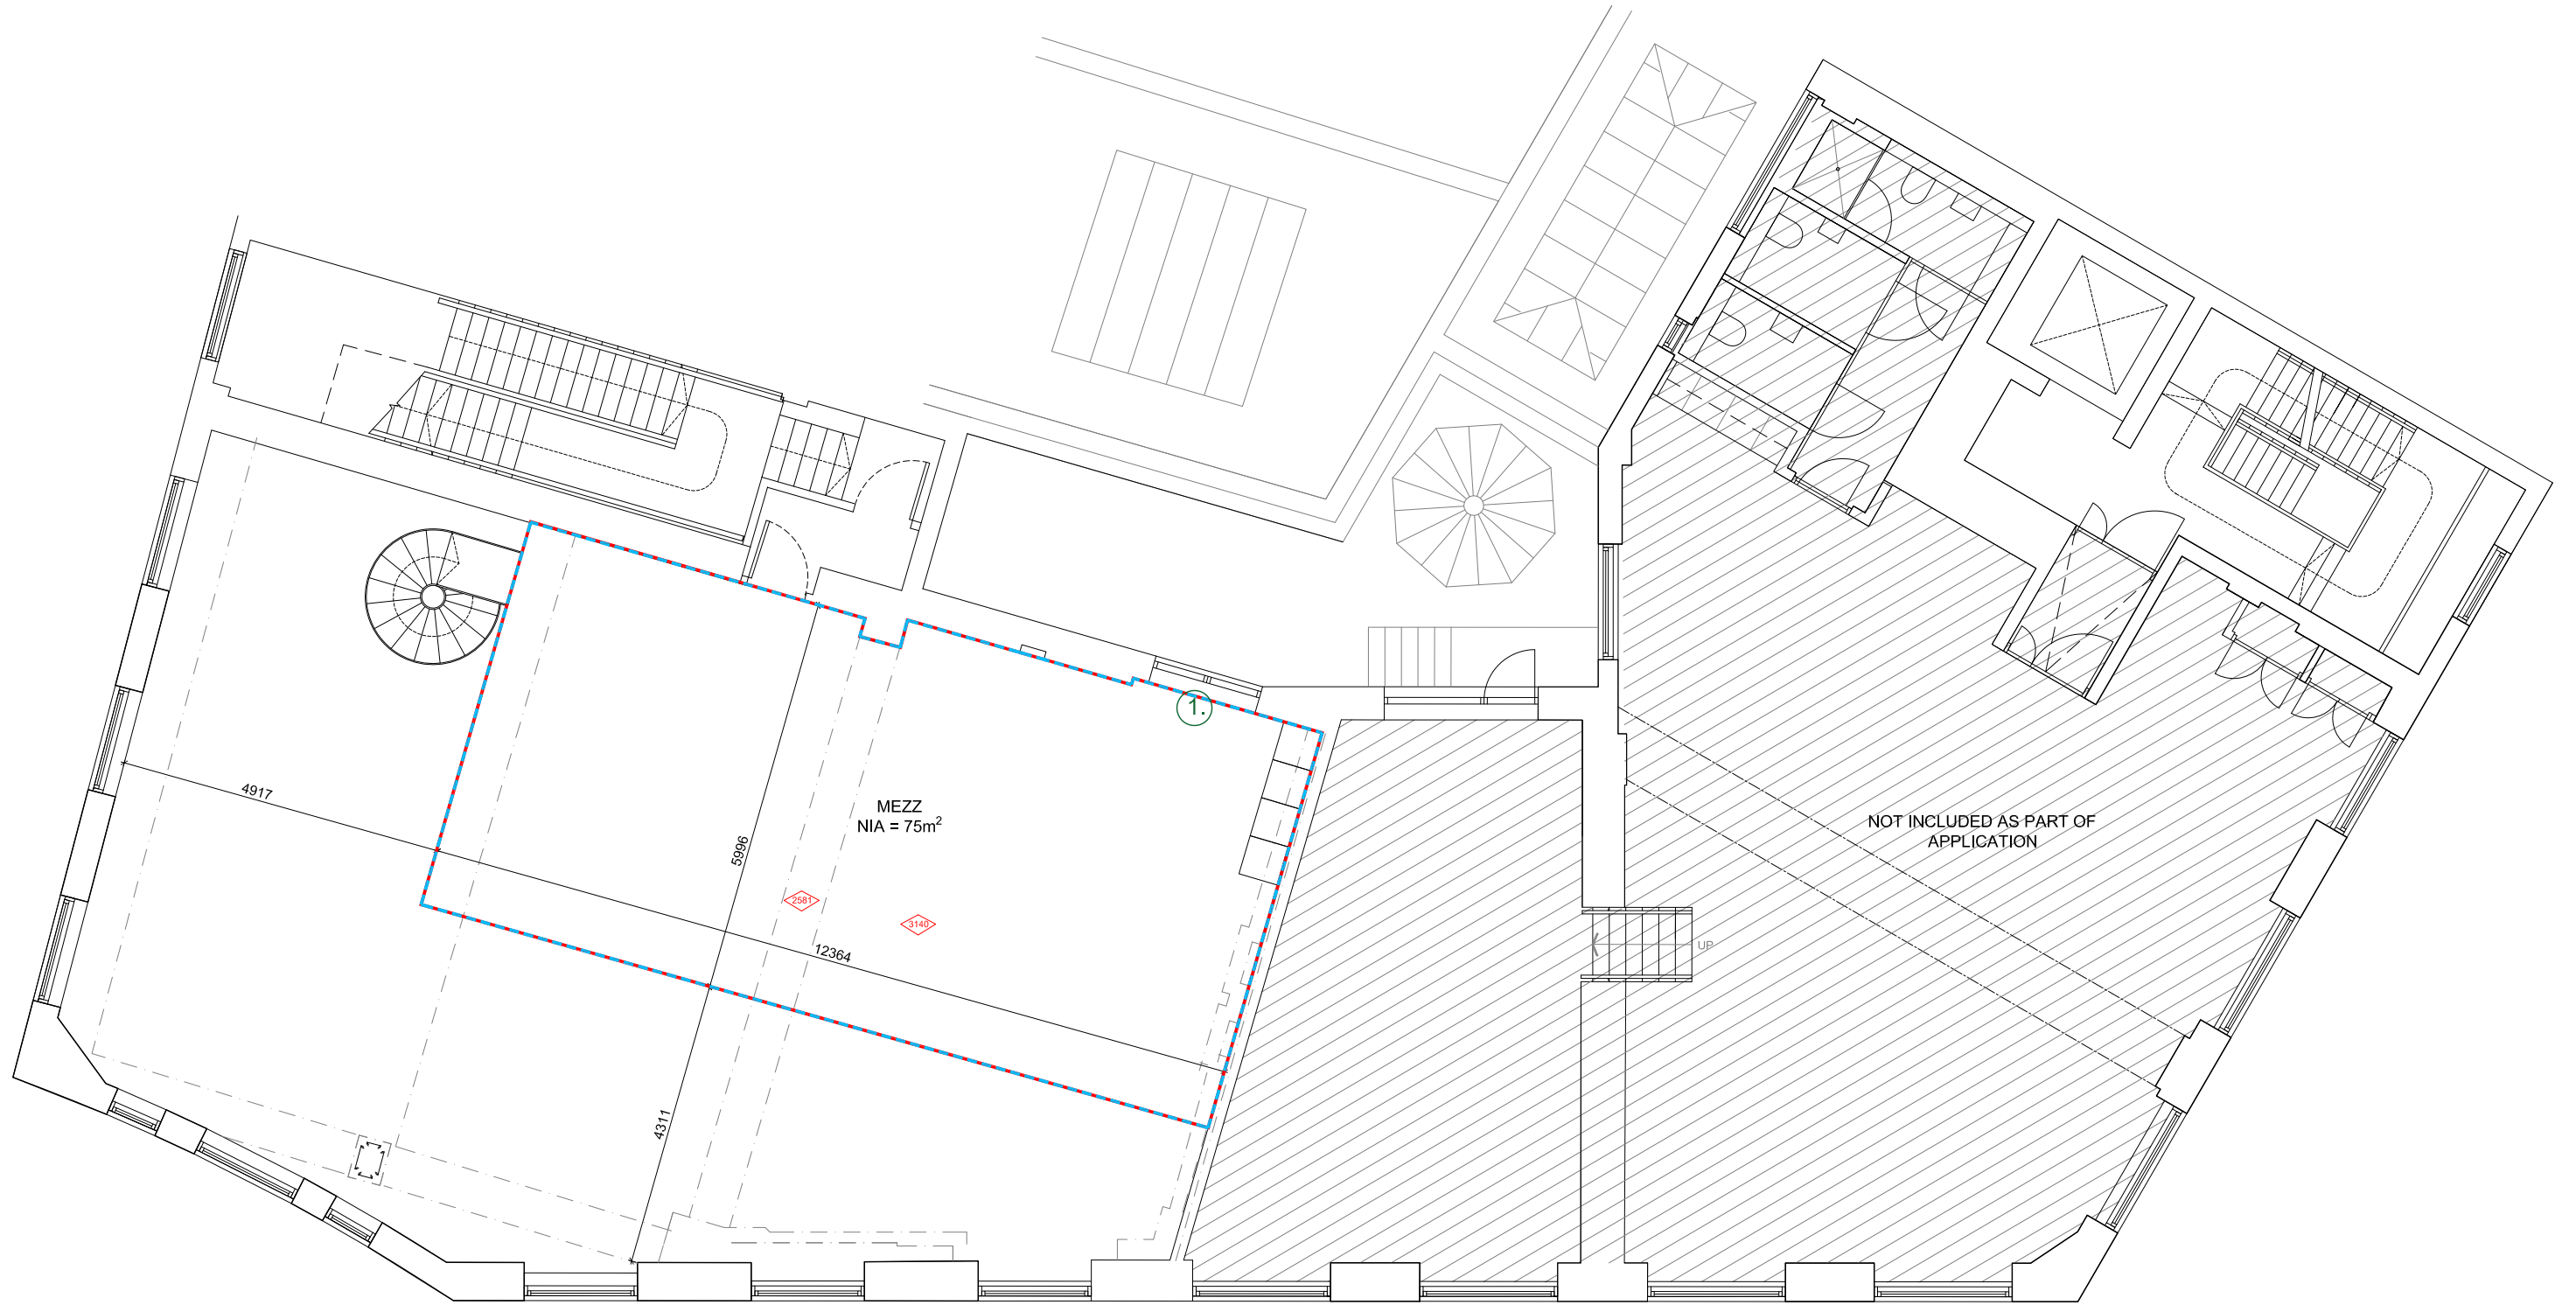 1.
4917
MEZZ
NIA = 75m²
5996
NOT INCLUDED AS PART OF
APPLICATION
2581
3140
12364
UP
4311